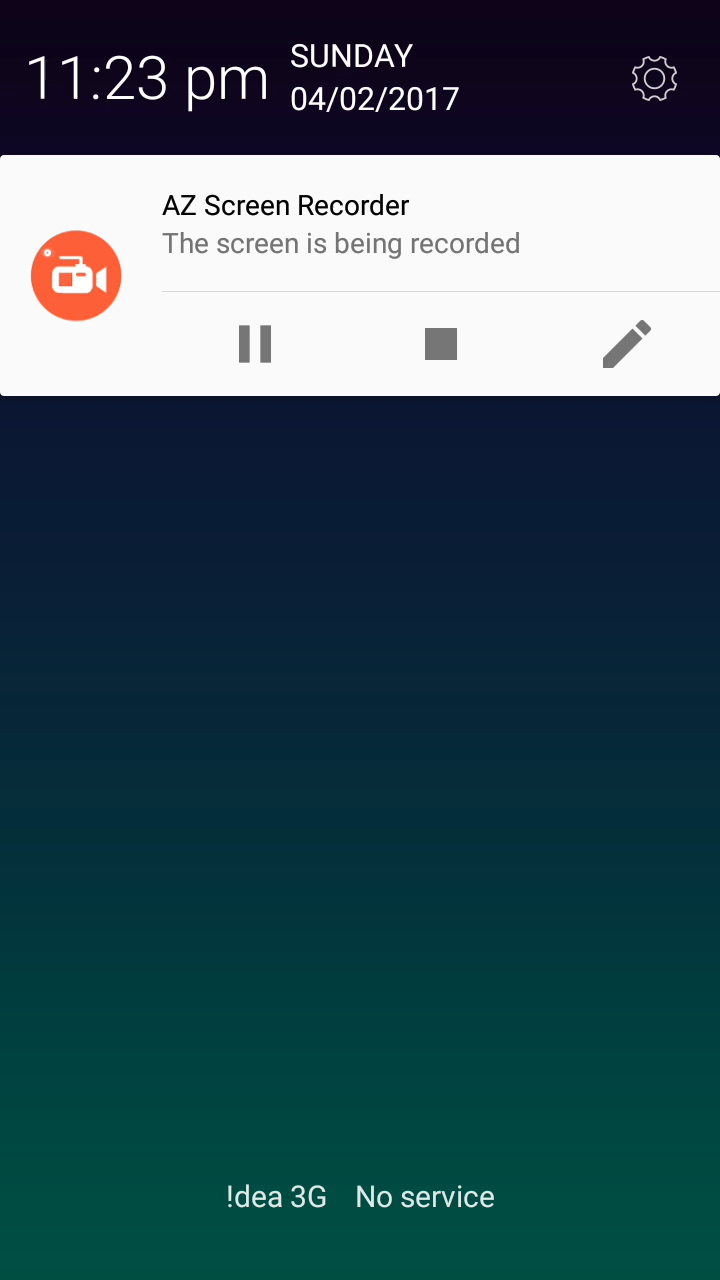 11:23 pm
SUNDAY
04/02/2017
AZ Screen Recorder
The screen is being recorded
!dea 3G No service